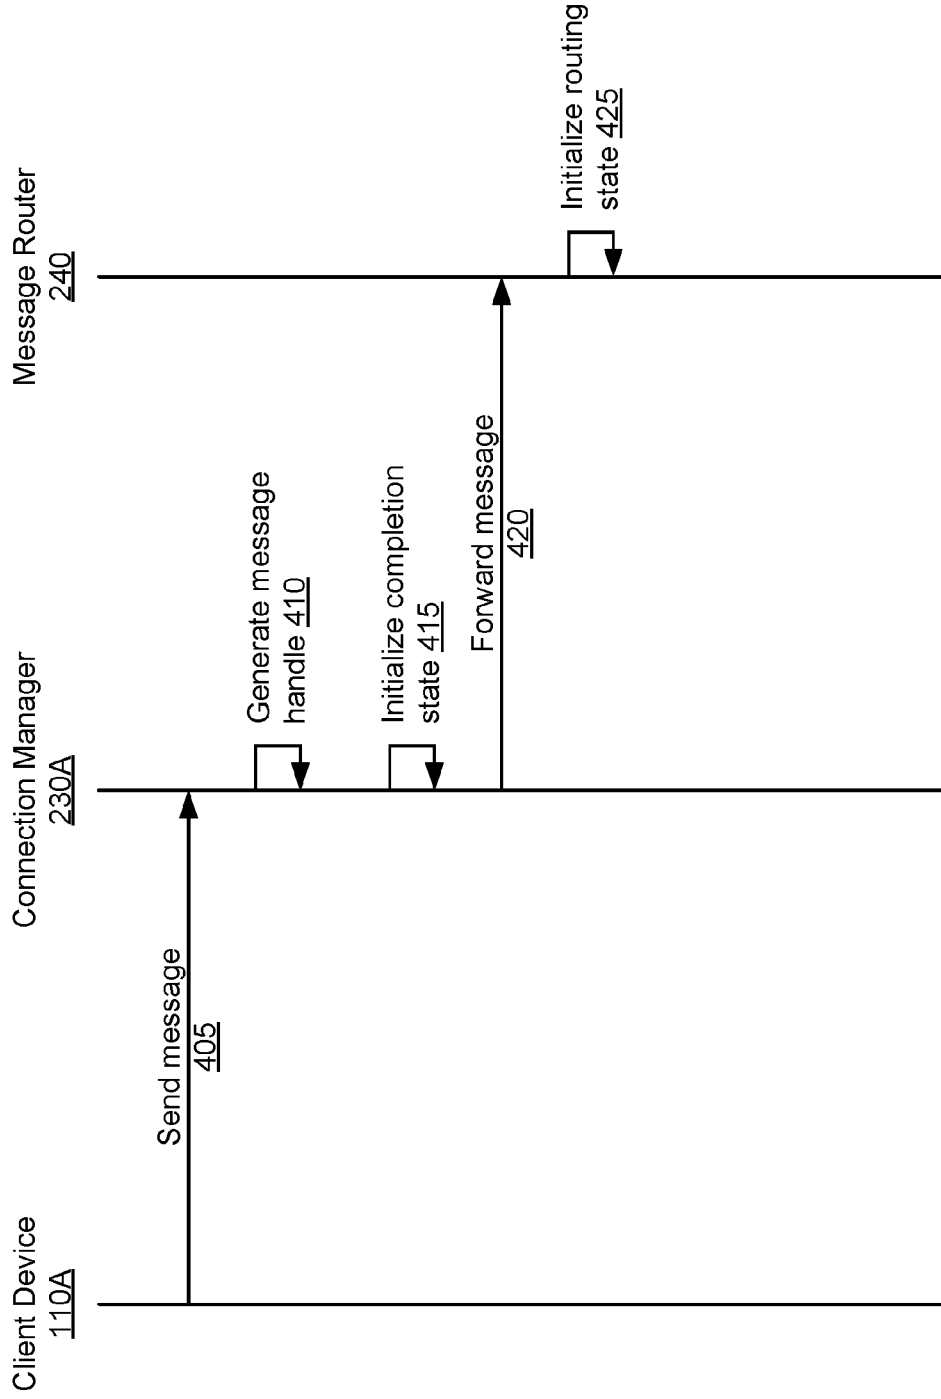 Client Device
110A
Connection Manager
230A
Message Router
240
Send message
405
Generate message
handle 410
Initialize completion
state 415
Forward message
420
Initialize routing
state 425